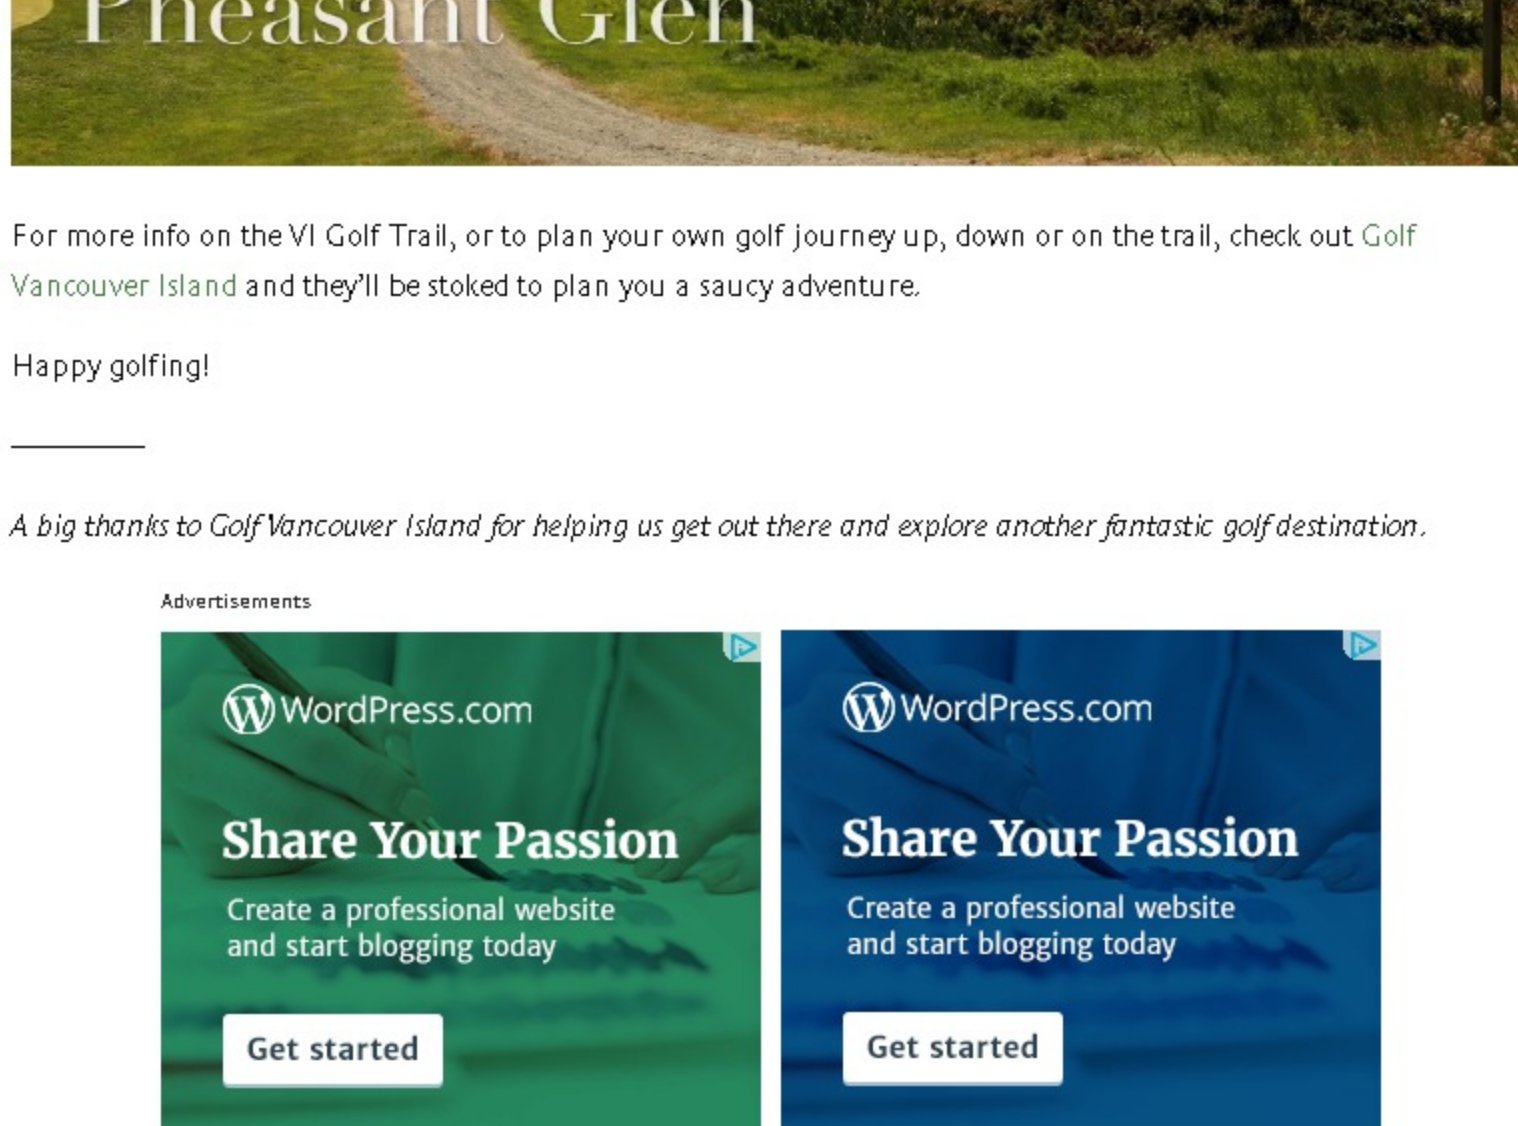 Pheasant Glen
For more info on the VI Golf Trail, or to plan your own golf journey up, down or on the trail, check out Golf
Vancouver Island and they’ll be stoked to plan you a saucy adventure.
Happy golfing!
A big thanks to Golf Vancouver Island for helping us get out there and explore another fantastic golf destination.
Advertisements
WordPress.com
Share Your Passion
Create a professional website
and start blogging today
Get started
WordPress.com
Share Your Passion
Create a professional website
and start blogging today
Get started